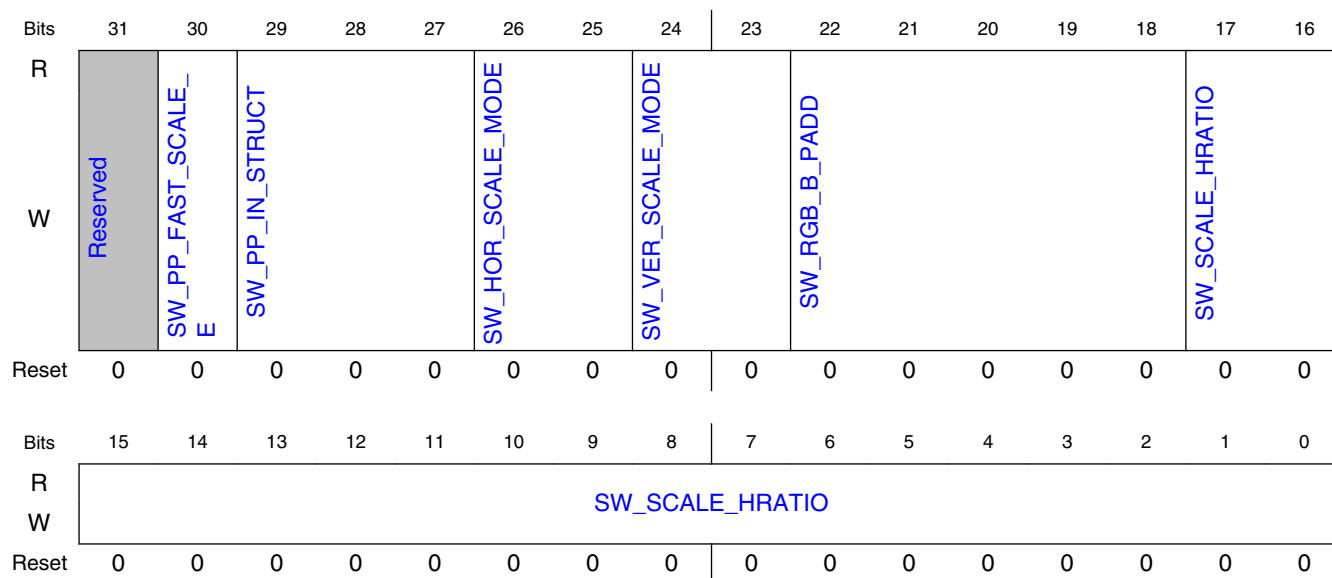 Bits 31 30 29 28 27 26 25 24 23 22 21 20 19 18 17 16
R
W
Reserved
SW_PP_FAST_SCALE_
E
SW_PP_IN_STRUCT
SW_HOR_SCALE_MODE
SW_VER_SCALE_MODE
SW_RGB_B_PADD
SW_SCALE_HRATIO
Reset 0 0 0 0 0 0 0 0 0 0 0 0 0 0 0 0
Bits 15 14 13 12 11 10 9 8 7 6 5 4 3 2 1 0
R
W
SW_SCALE_HRATIO
Reset 0 0 0 0 0 0 0 0 0 0 0 0 0 0 0 0